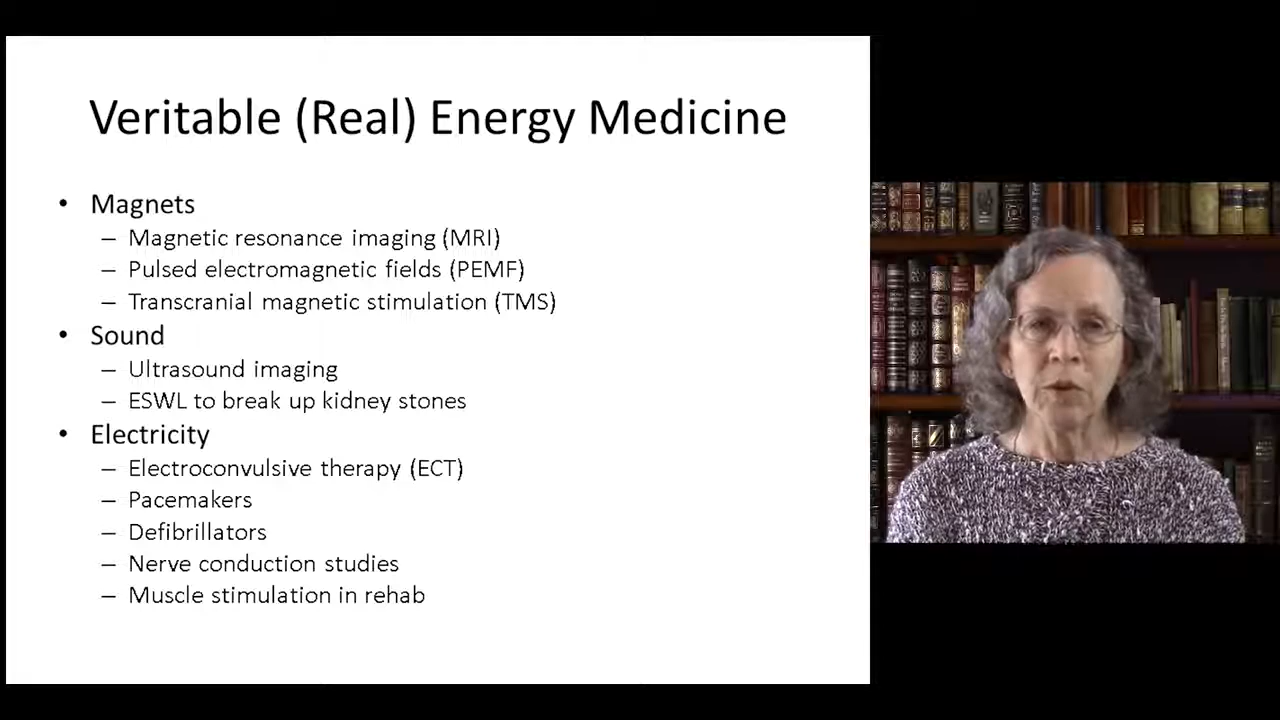 Veritable (Real) Energy Medicine
• Magnets
– Magnetic resonance imaging (MRI)
– Pulsed electromagnetic fields (PEMF)
– Transcranial magnetic stimulation (TMS)
• Sound
– Ultrasound imaging
– ESWL to break up kidney stones
• Electricity
– Electroconvulsive therapy (ECT)
– Pacemakers
– Defibrillators
– Nerve conduction studies
– Muscle stimulation in rehab